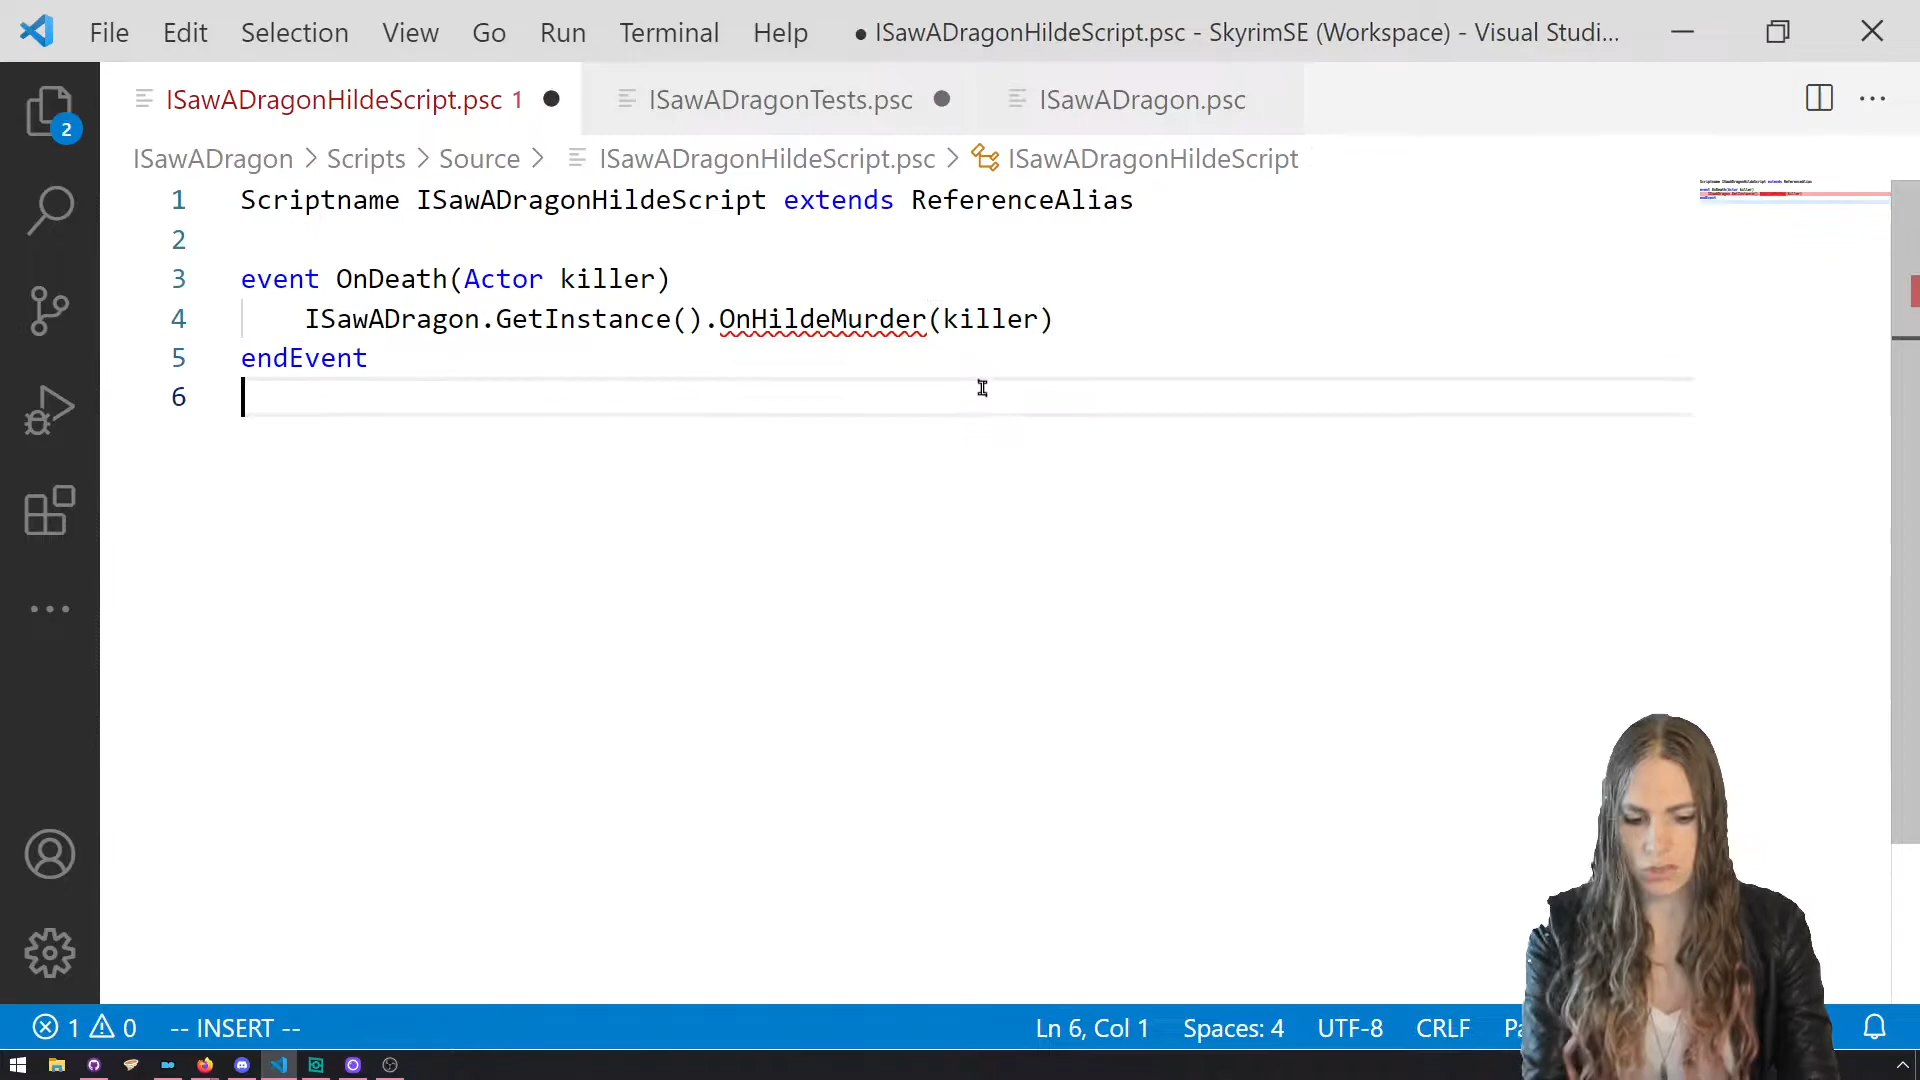 File Edit Selection View Go Run Terminal Help ● ISawADragonHildeScript.psc - SkyrimSE (Workspace) - Visual Studi...
ISawADragonHildeScript.psc 1 ISawADragonTests.psc ISawADragon.psc
2
ISawADragon > Scripts > Source > ISawADragonHildeScript.psc > ISawADragonHildeScript
1 Scriptname ISawADragonHildeScript extends ReferenceAlias
2
3 event OnDeath(Actor killer)
4 ISawADragon.GetInstance().OnHildeMurder(killer)
5 endEvent
6
1 0 -- INSERT -- Ln 6, Col 1 Spaces: 4 UTF-8 CRLF